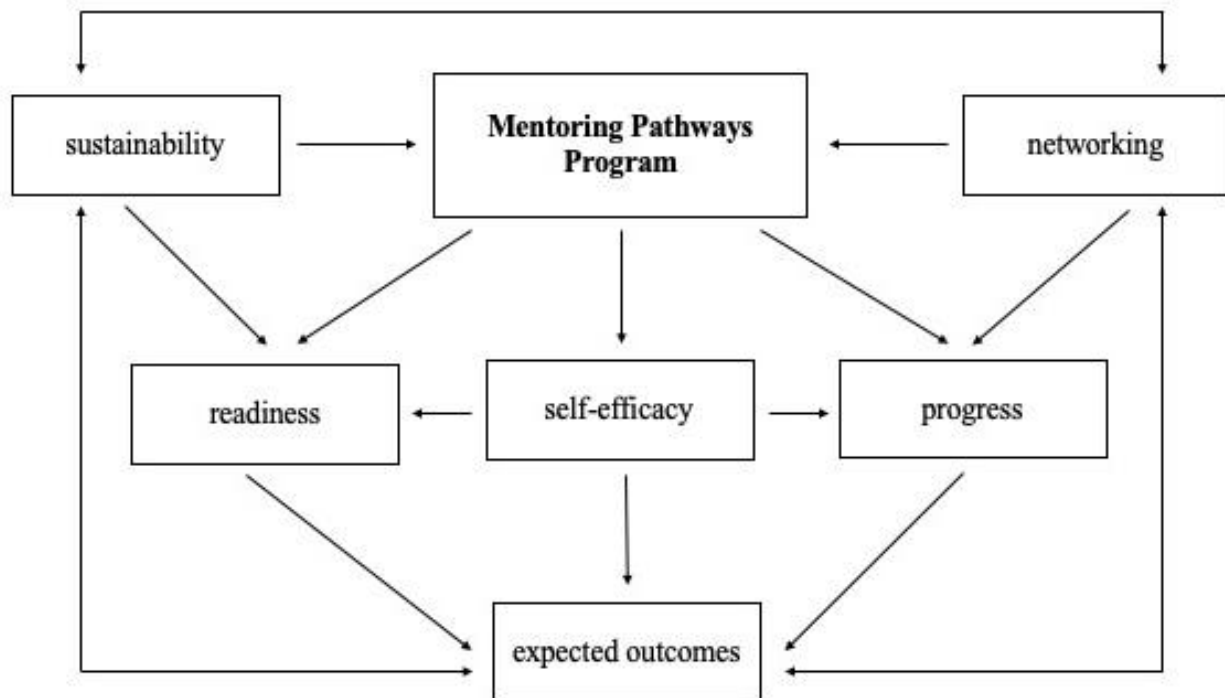 sustainability
Mentoring Pathways
Program
networking
readiness
self-efficacy
progress
expected outcomes